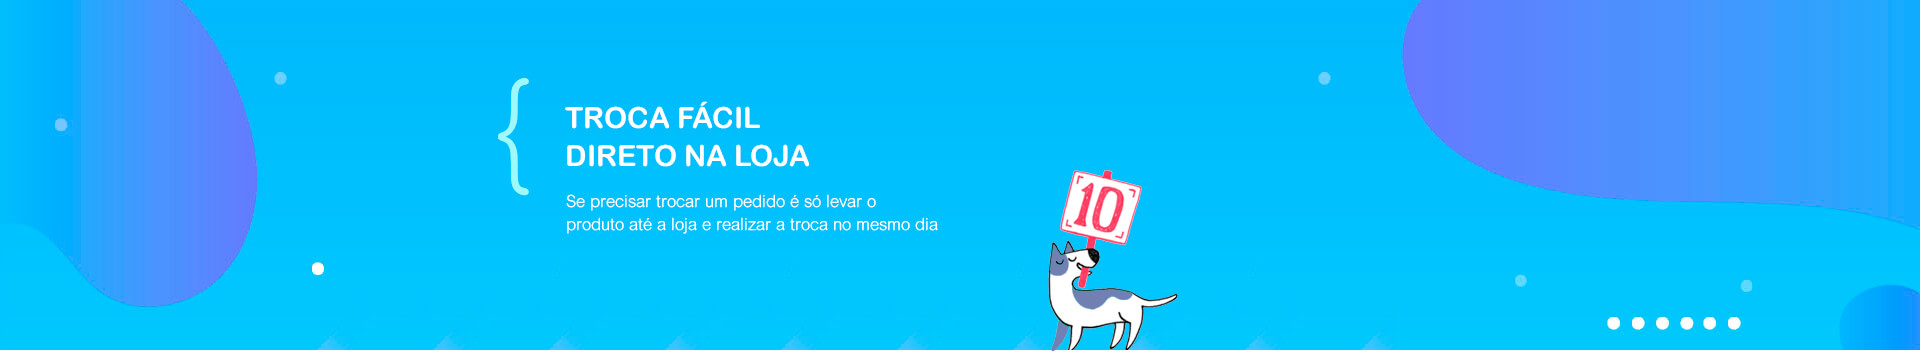 TROCA FÁCIL
DIRETO NA LOJA
Se precisar trocar um pedido é só levar o
produto até a loja e realizar a troca no mesmo dia
10